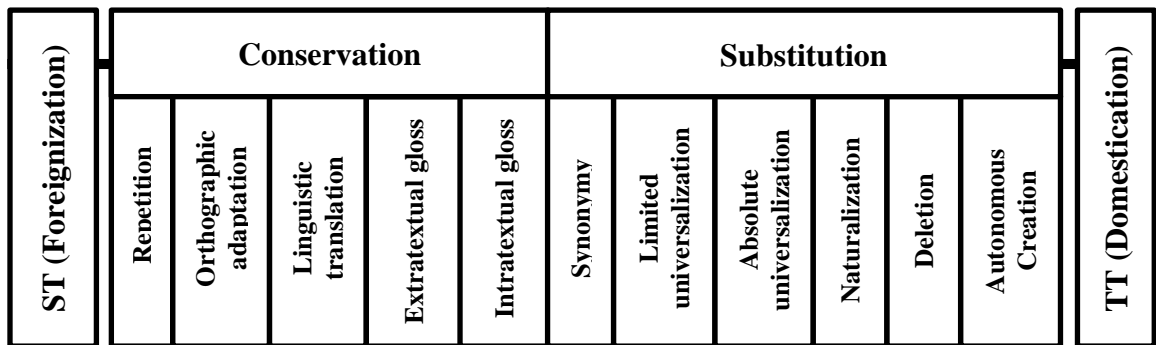 ST (Foreignization)
Conservation
Substitution
Repetition
Orthographic
adaptation
Linguistic
translation
Extratextual gloss
Intratextual gloss
Synonymy
Limited
universalization
Absolute
universalization
Naturalization
Deletion
Autonomous
Creation
TT (Domestication)